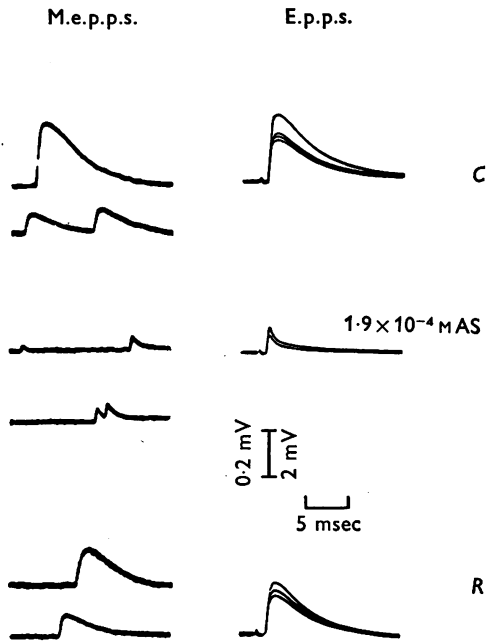 M.e.p.p.s. E.p.p.s.
C
1·9×10⁻⁴ M AS
0·2 mV
2 mV
5 msec
R